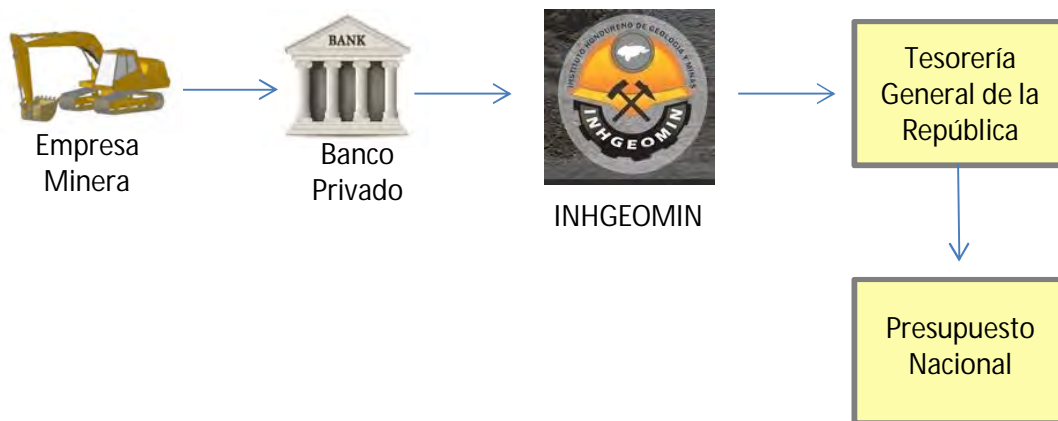 BANK
INSTITUTO HONDUREÑO DE GEOLOGÍA Y MINAS
INHGEOMIN
Empresa
Minera
Banco
Privado
INHGEOMIN
Tesorería
General de la
República
Presupuesto
Nacional